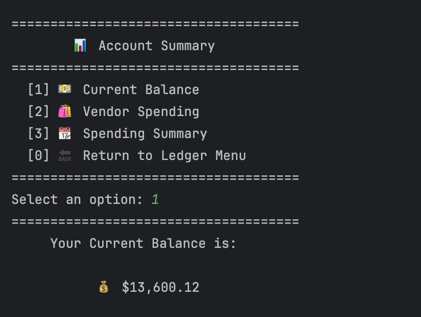 =====================================
📊 Account Summary
=====================================
[1] 💵 Current Balance
[2] 🛍️ Vendor Spending
[3] 📆 Spending Summary
[0] 🔙 Return to Ledger Menu
=====================================
Select an option: 1
=====================================
Your Current Balance is:
💰 $13,600.12